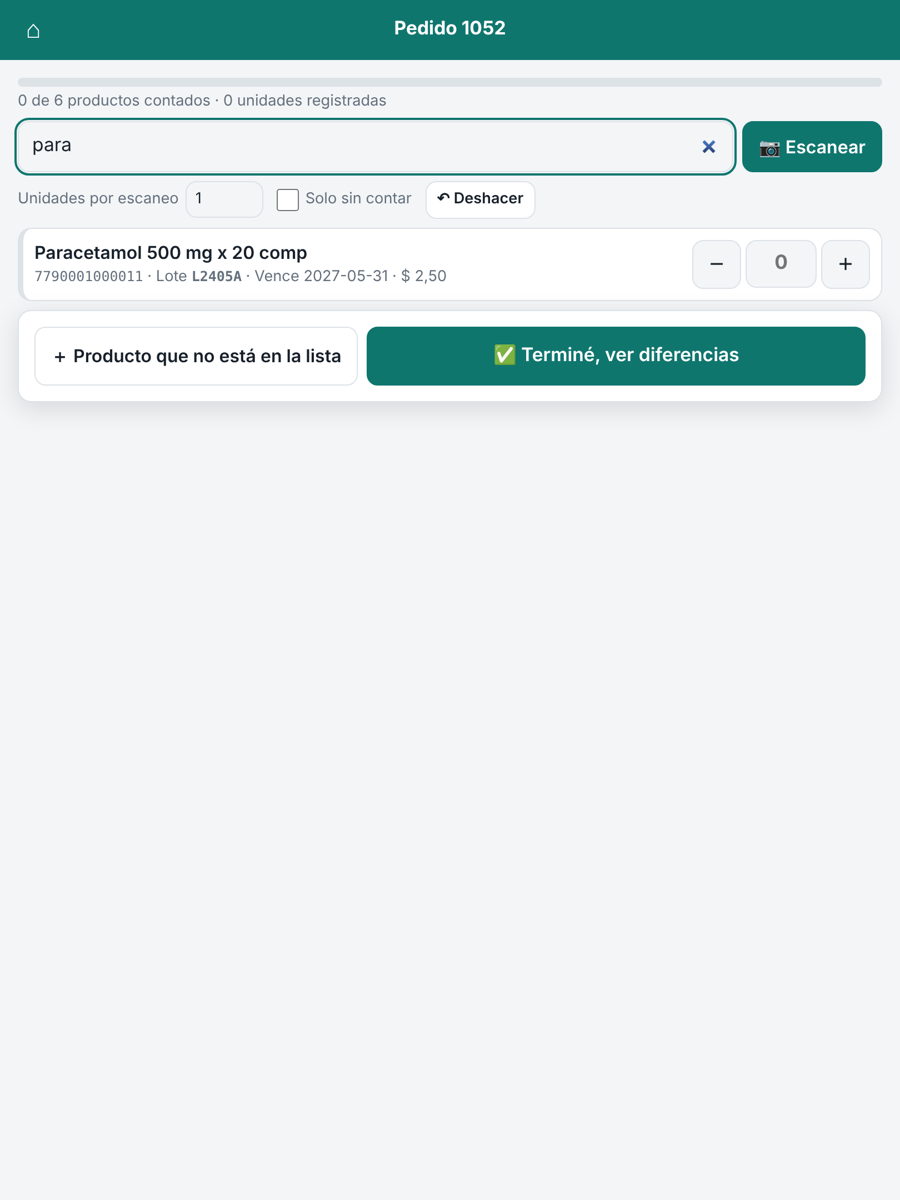 Pedido 1052
0 de 6 productos contados · 0 unidades registradas
para
Escanear
Unidades por escaneo 1 Solo sin contar ↶ Deshacer
Paracetamol 500 mg x 20 comp
7790001000011 · Lote L2405A · Vence 2027-05-31 · $ 2,50
− 0 +
+ Producto que no está en la lista
✅ Terminé, ver diferencias